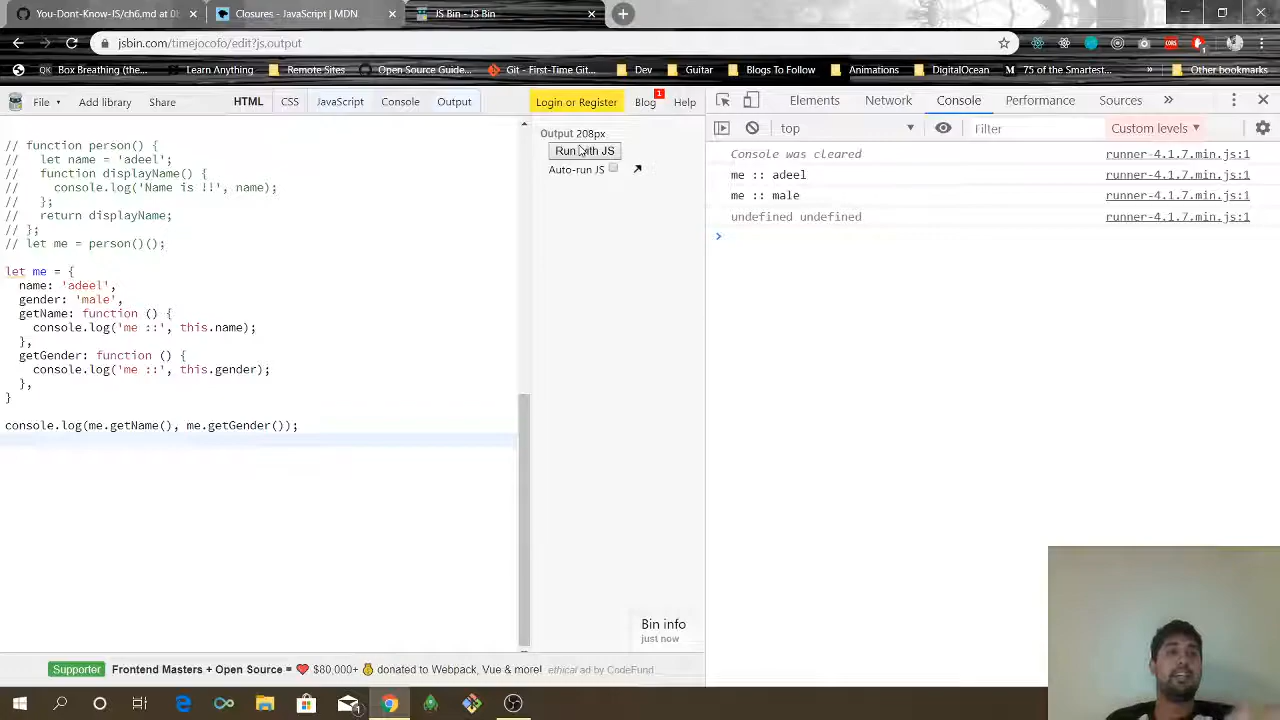 You-Dont-Know-JS/ch6.md at 0b
Closures - JavaScript | MDN
JS Bin - JS Bin
jsbin.com/timejocofo/edit?js,output
Box Breathing (the...
Learn Anything
Remote Sites
Open Source Guide...
Git - First-Time Git...
Dev
Guitar
Blogs To Follow
Animations
DigitalOcean
75 of the Smartest...
»
Other bookmarks
File
Add library
Share
HTML
CSS
JavaScript
Console
Output
Login or Register
Blog
1
Help
// function person() {
//   let name = 'adeel';
//   function displayName() {
//     console.log('Name is !!', name);
//   }
//   return displayName;
// };
// let me = person()();
let me = {
  name: 'adeel',
  gender: 'male',
  getName: function () {
    console.log('me ::', this.name);
  },
  getGender: function () {
    console.log('me ::', this.gender);
  },
}
console.log(me.getName(), me.getGender());
Output 208px
Run with JS
Auto-run JS
Bin info
just now
Elements
Network
Console
Performance
Sources
»
top
Filter
Custom levels
Console was cleared
runner-4.1.7.min.js:1
me :: adeel
runner-4.1.7.min.js:1
me :: male
runner-4.1.7.min.js:1
undefined undefined
runner-4.1.7.min.js:1
>
Supporter
Frontend Masters + Open Source = ❤️ $60,000+ 🏅 donated to Webpack, Vue & more!
ethical ad by CodeFund